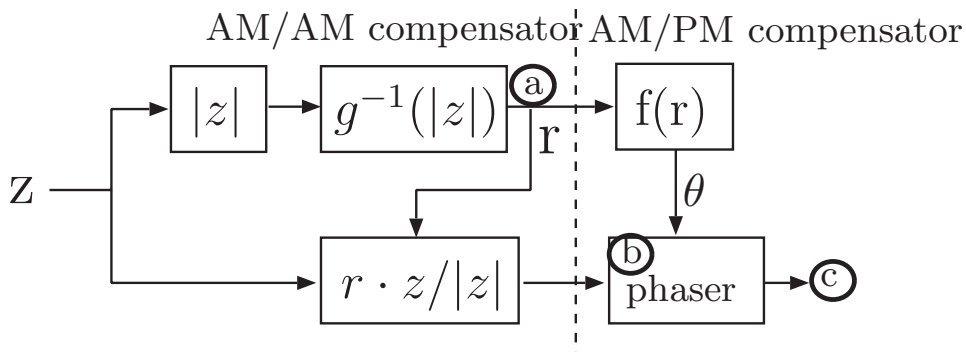 AM/AM compensator
AM/PM compensator
|z|
g⁻¹(|z|)
a
r
f(r)
z
θ
r · z/|z|
b
phaser
c